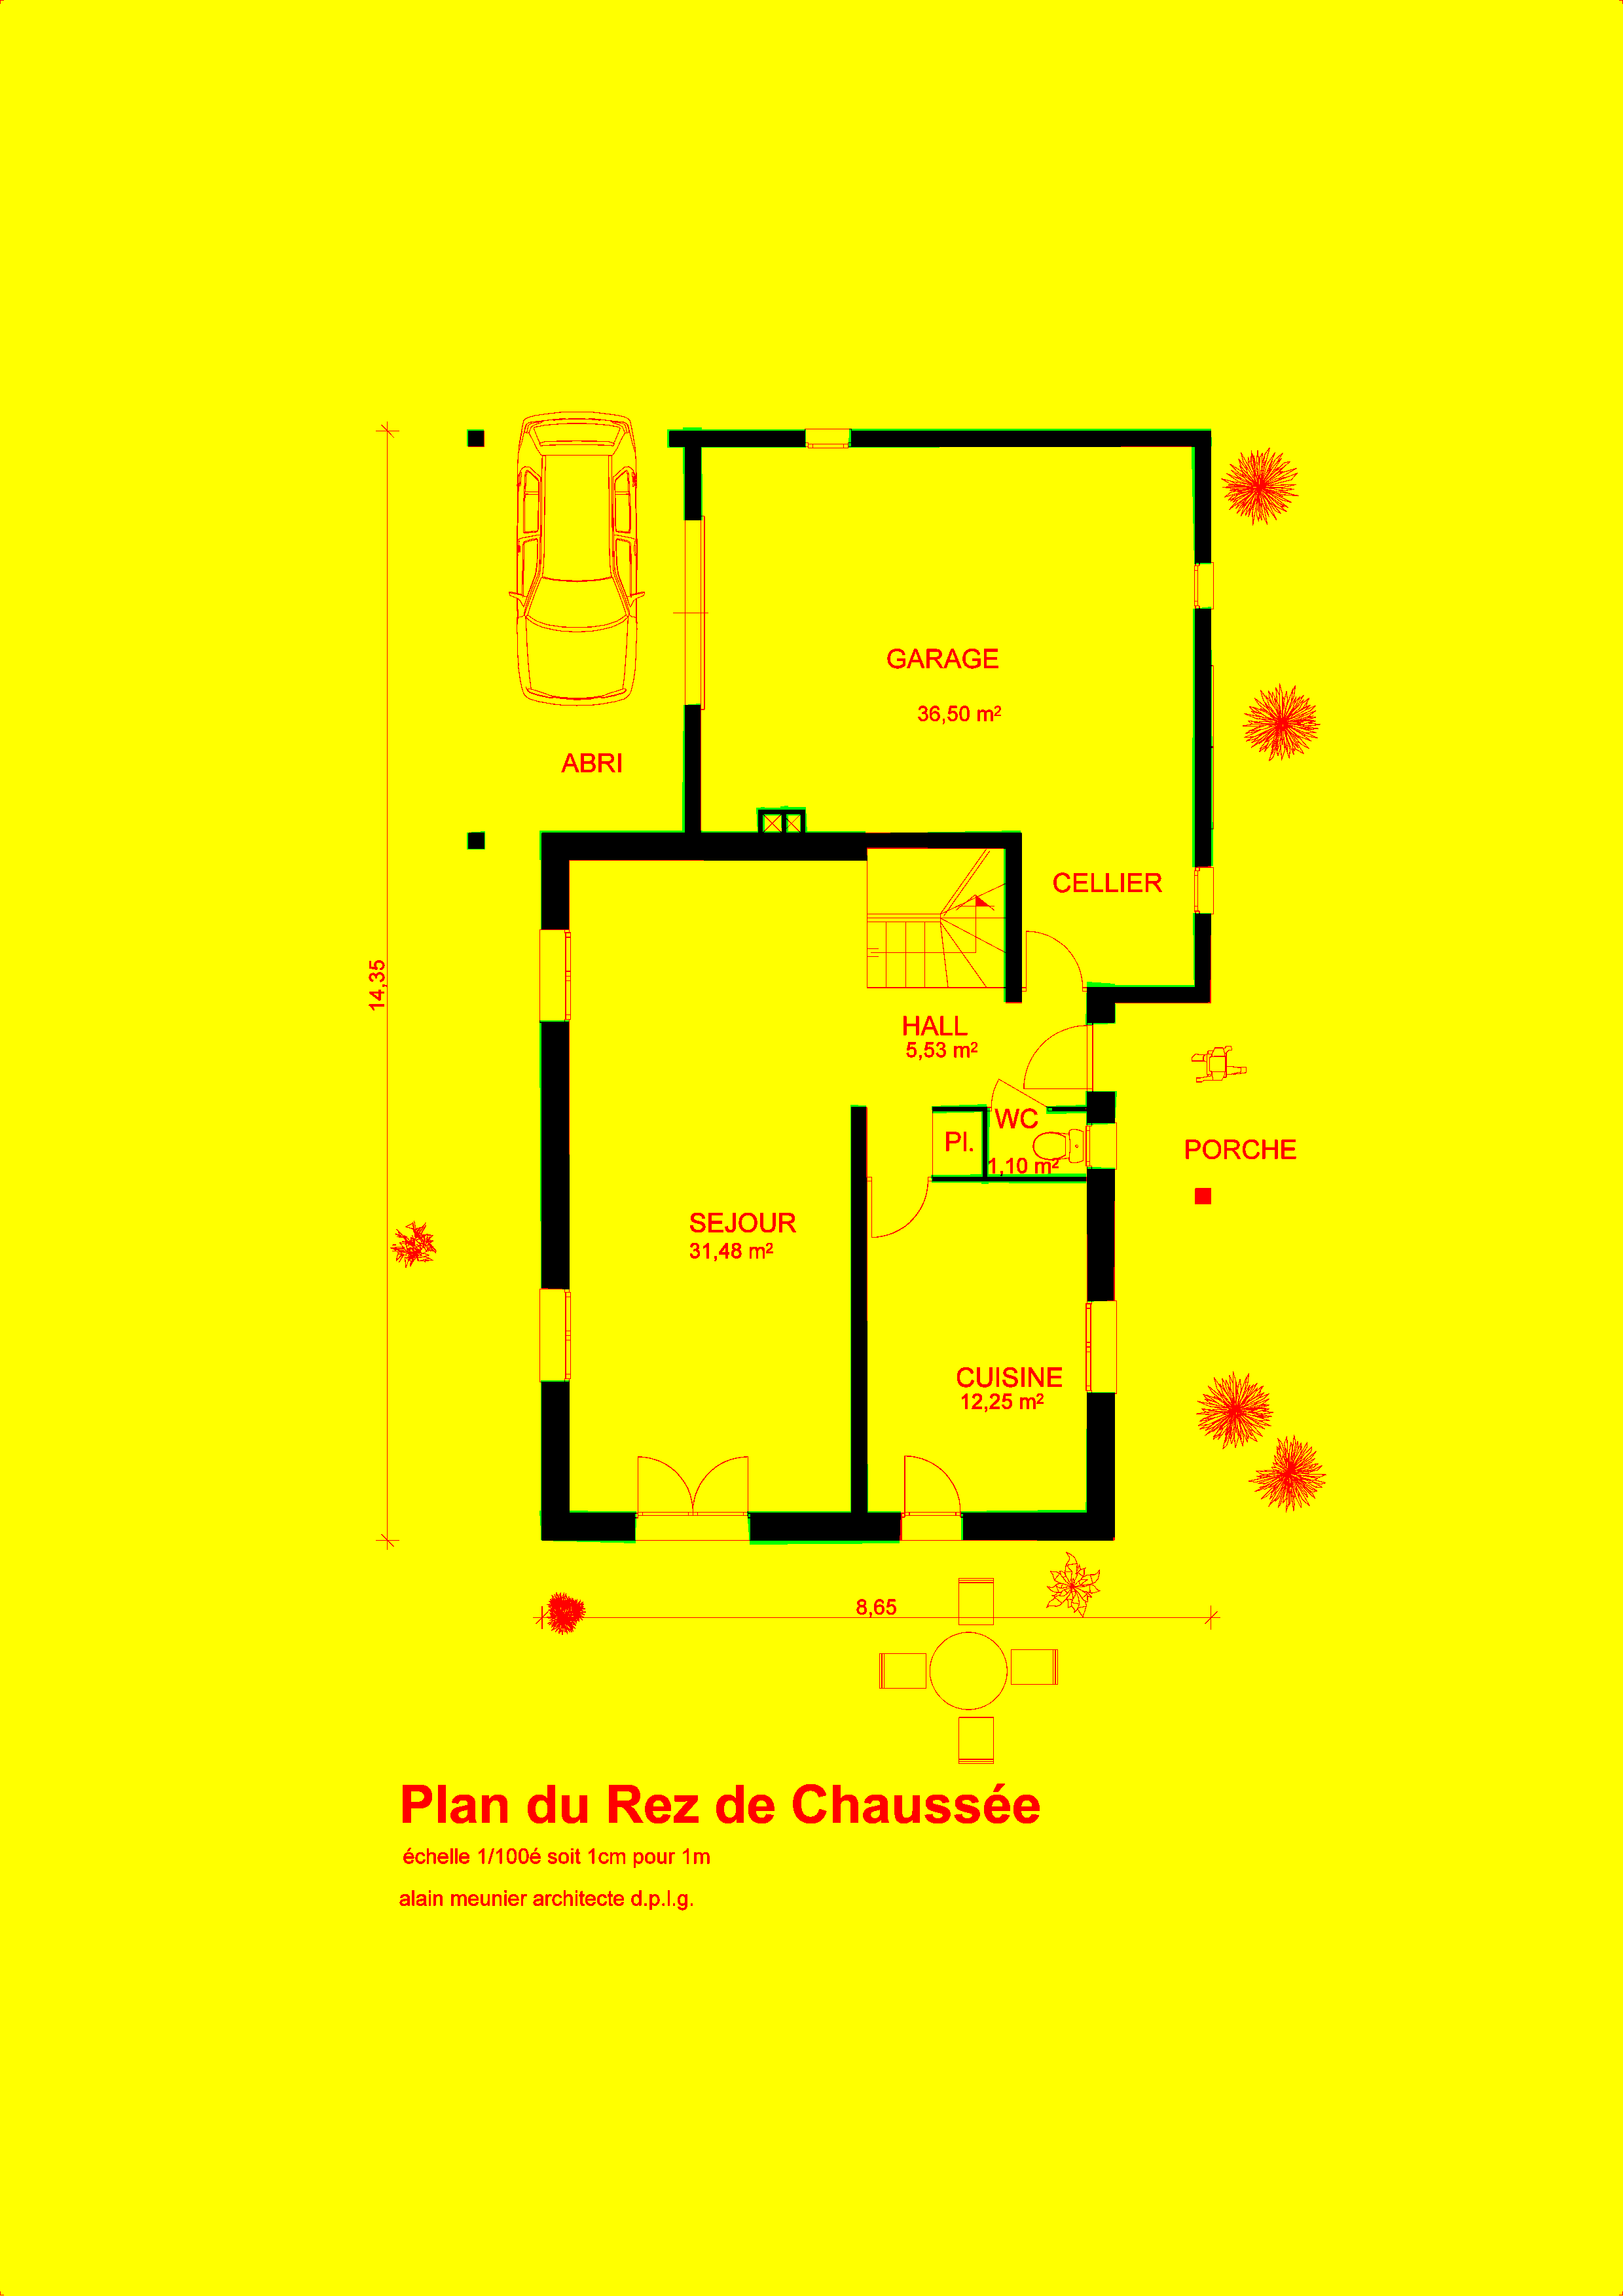 GARAGE
36,50 m²
ABRI
CELLIER
14,35
HALL
5,53 m²
WC
Pl.
1,10 m²
PORCHE
SEJOUR
31,48 m²
CUISINE
12,25 m²
8,65
Plan du Rez de Chaussée
échelle 1/100é soit 1cm pour 1m
alain meunier architecte d.p.l.g.